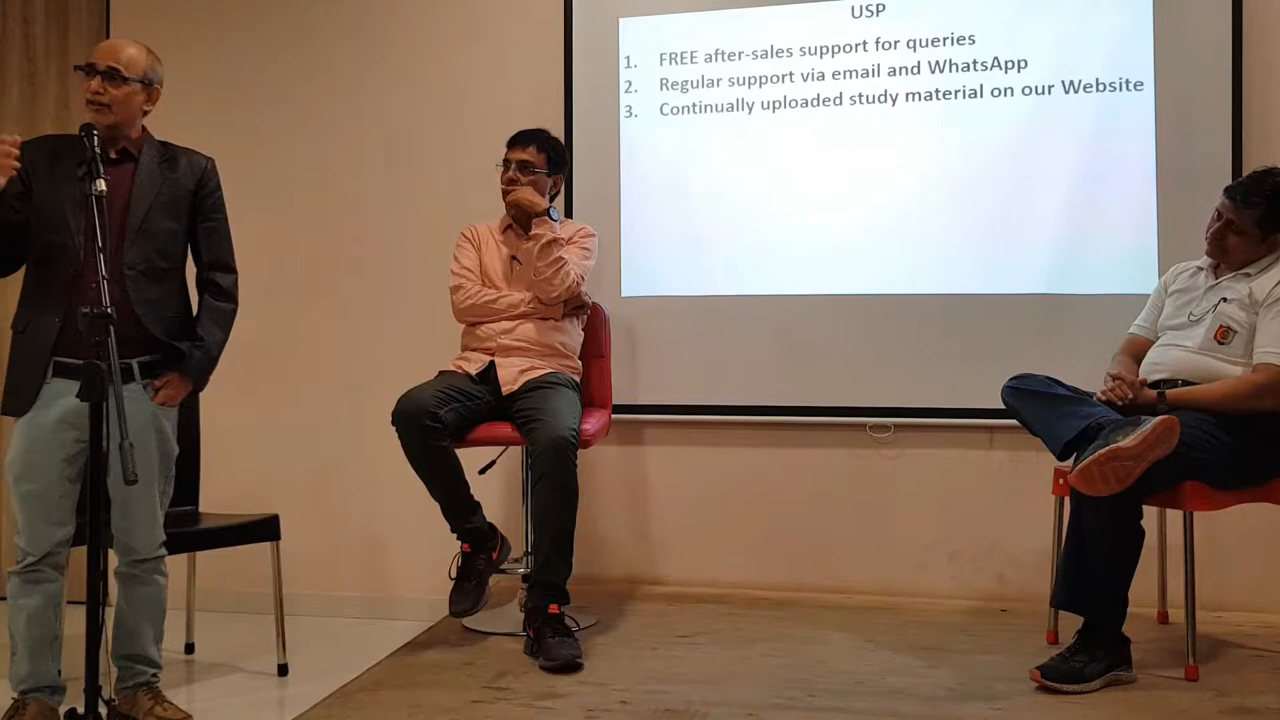 USP
1. FREE after-sales support for queries
2. Regular support via email and WhatsApp
3. Continually uploaded study material on our Website